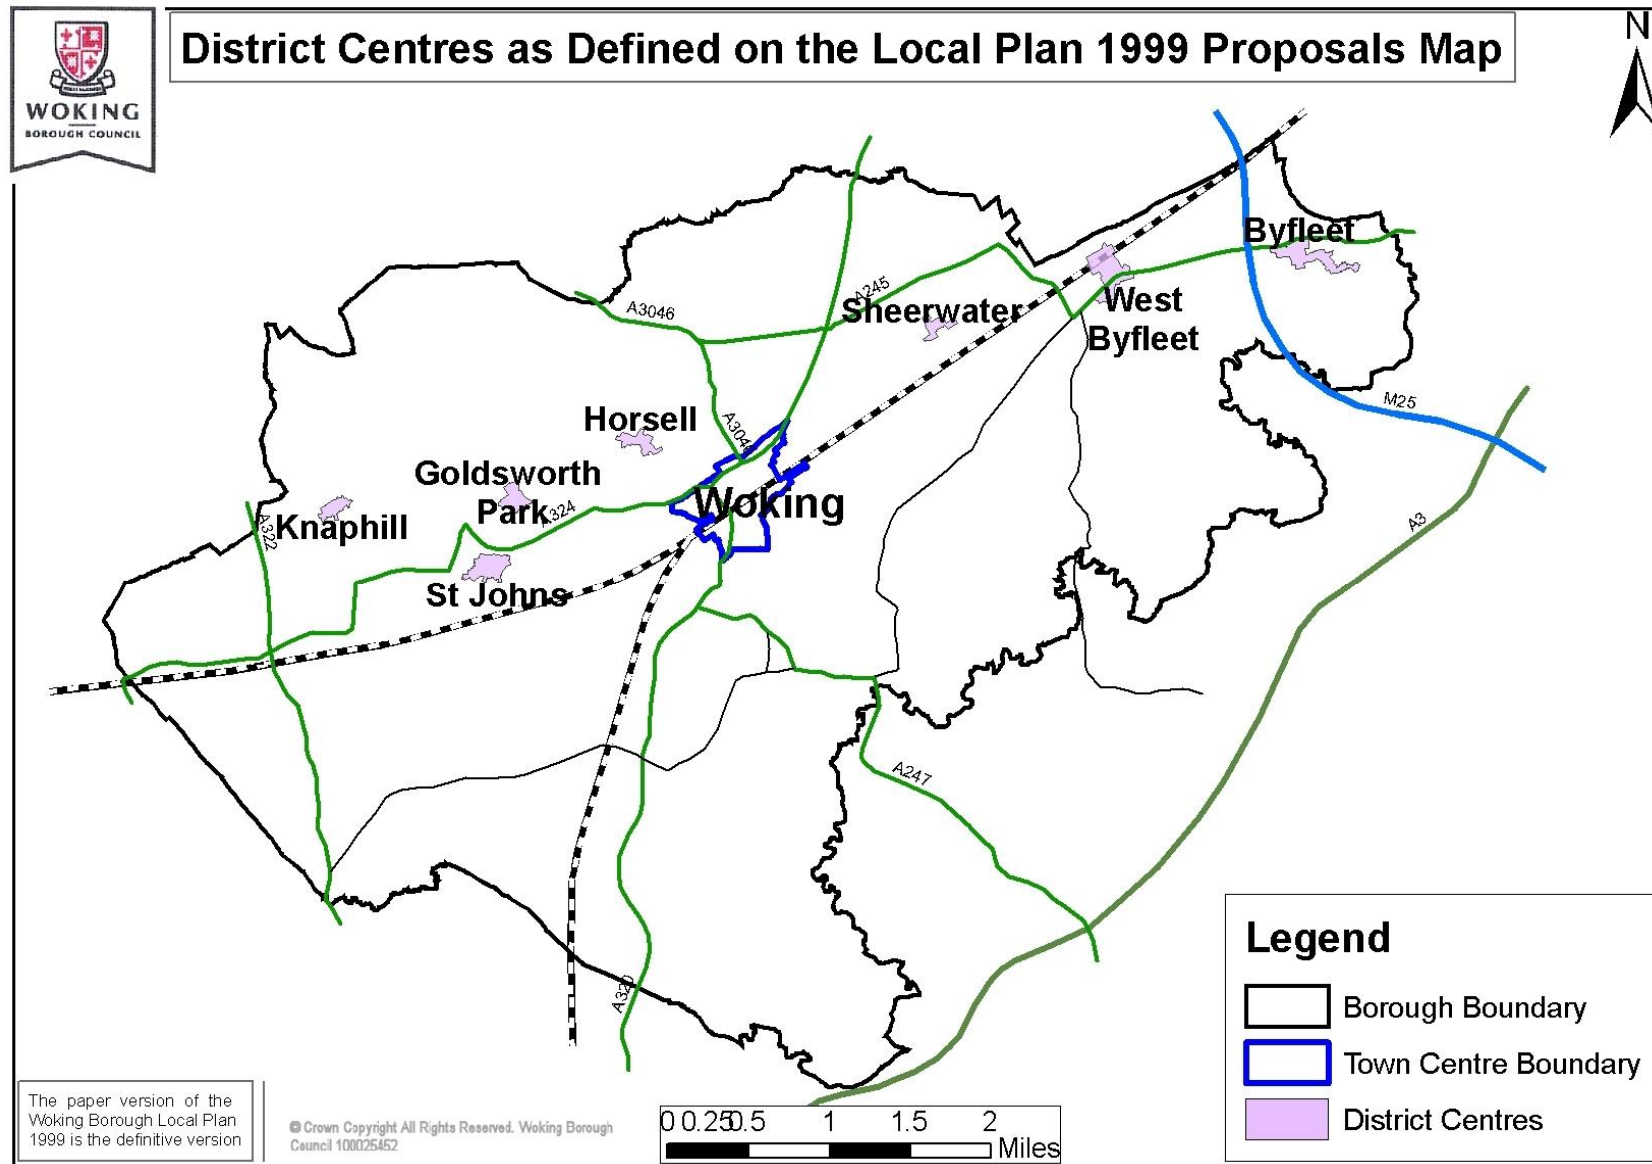 WOKING
BOROUGH COUNCIL
District Centres as Defined on the Local Plan 1999 Proposals Map
N
Byfleet
A245
Sheerwater
A3046
West
Byfleet
M25
Horsell
A304
Goldsworth
Park
A324
Woking
Knaphill
A322
A3
St Johns
A247
A320
Legend
Borough Boundary
Town Centre Boundary
District Centres
The paper version of the
Woking Borough Local Plan
1999 is the definitive version
© Crown Copyright All Rights Reserved. Woking Borough
Council 100025452
0 0.25 0.5 1 1.5 2
Miles